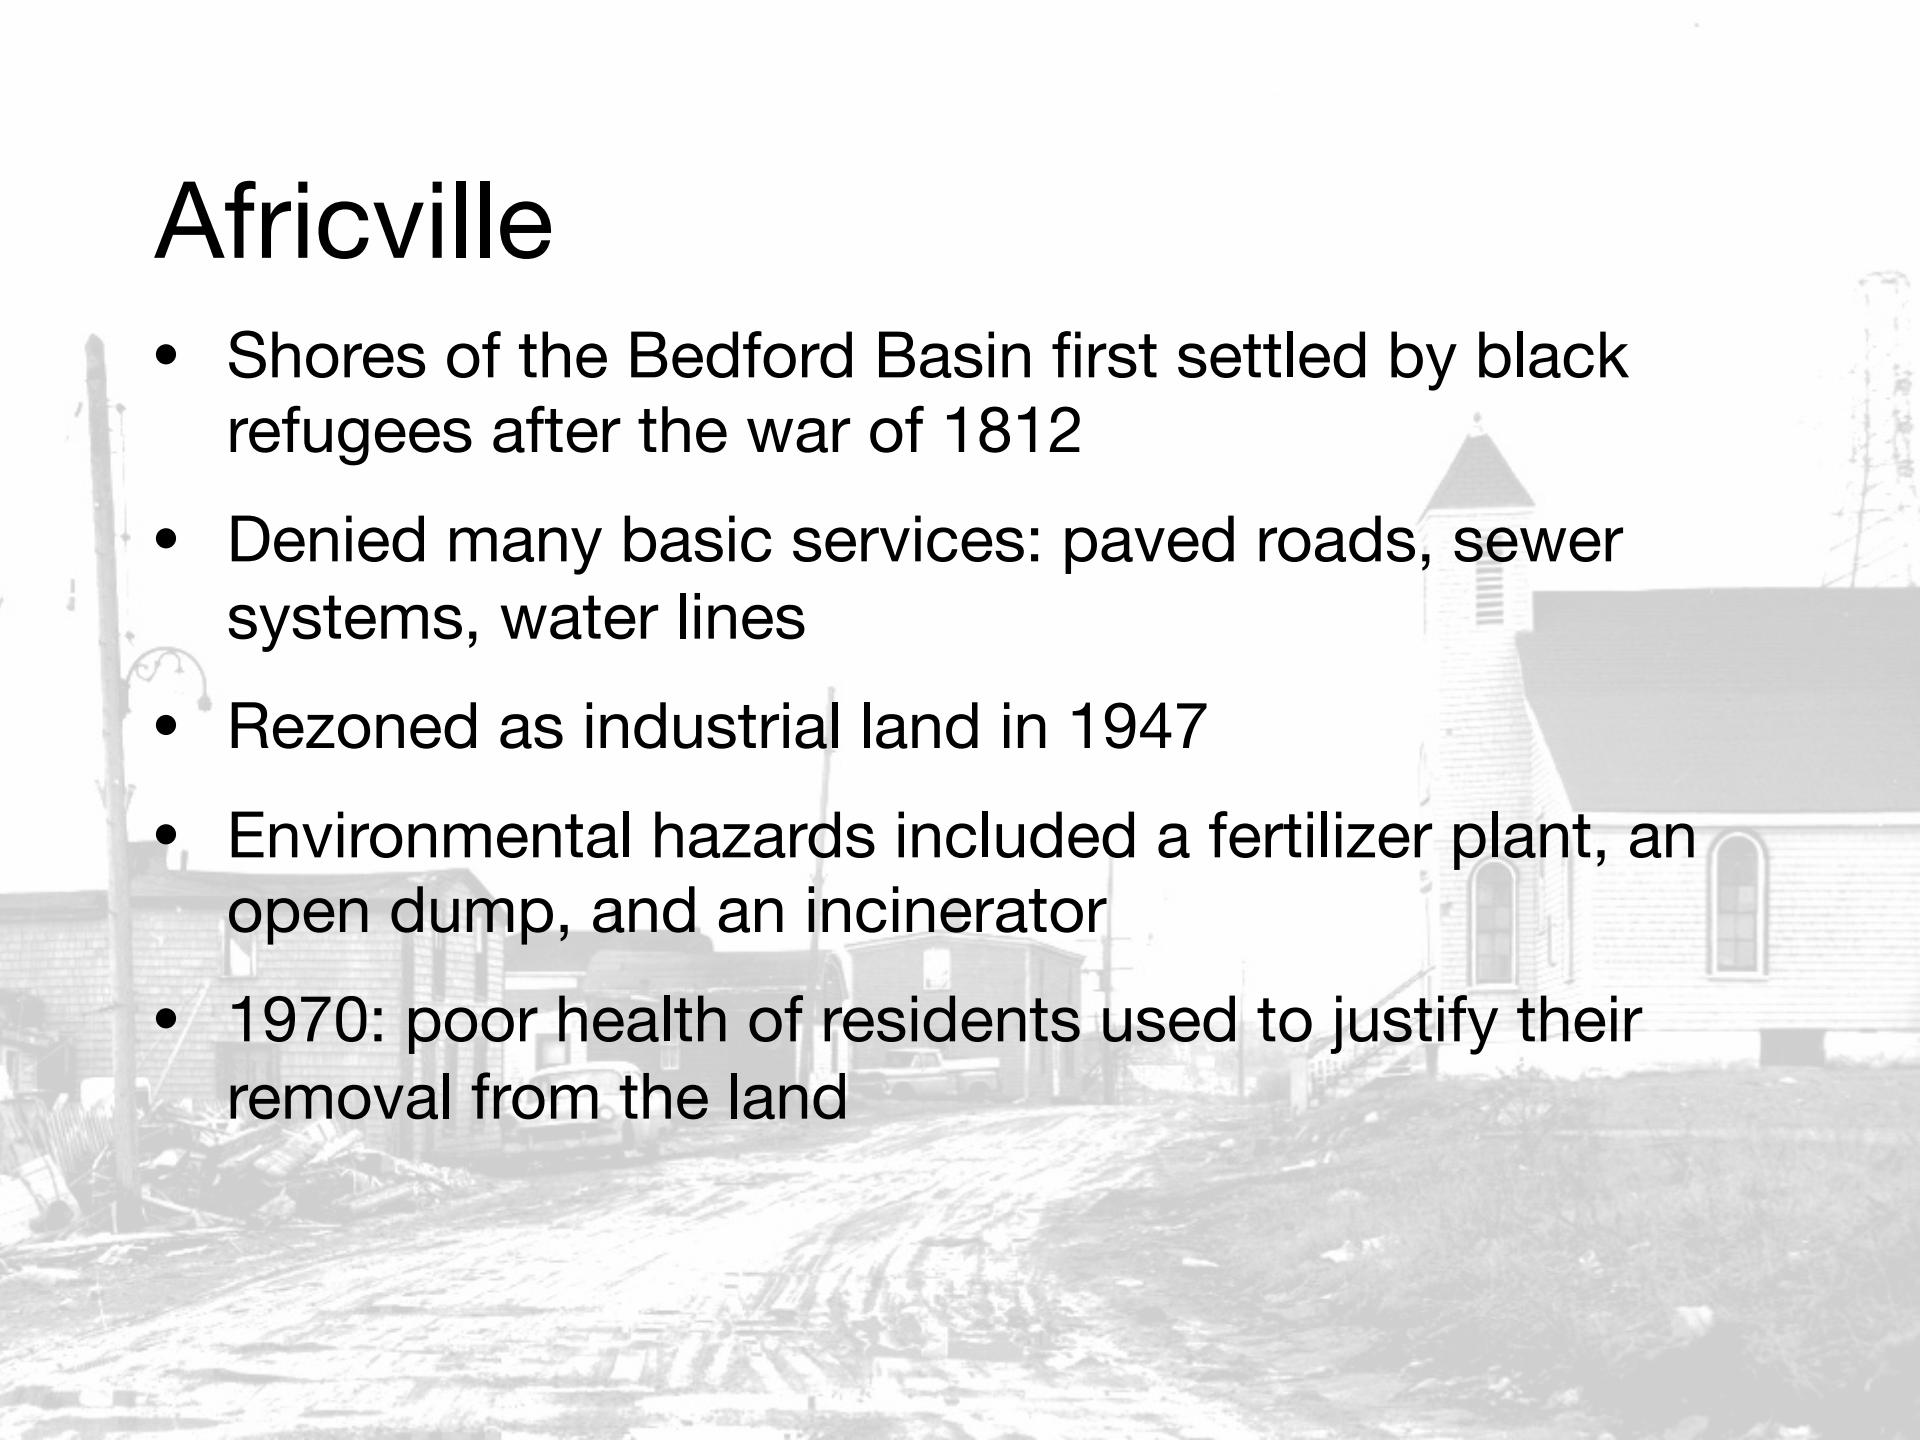 Africville
• Shores of the Bedford Basin first settled by black
refugees after the war of 1812
• Denied many basic services: paved roads, sewer
systems, water lines
• Rezoned as industrial land in 1947
• Environmental hazards included a fertilizer plant, an
open dump, and an incinerator
• 1970: poor health of residents used to justify their
removal from the land